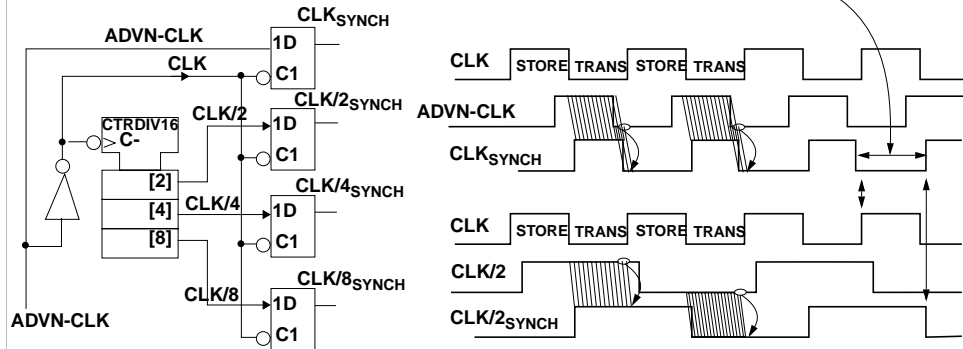 CLKSYNCH
ADVN-CLK
1D
CLK
C1
CLK/2SYNCH
CLK/2
1D
CTRDIV16
C-
C1
[2]
CLK/4SYNCH
CLK/4
1D
[4]
C1
[8]
CLK/8SYNCH
CLK/8
1D
ADVN-CLK
C1
CLK
STORE TRANS STORE TRANS
ADVN-CLK
CLKSYNCH
CLK
STORE TRANS STORE TRANS
CLK/2
CLK/2SYNCH